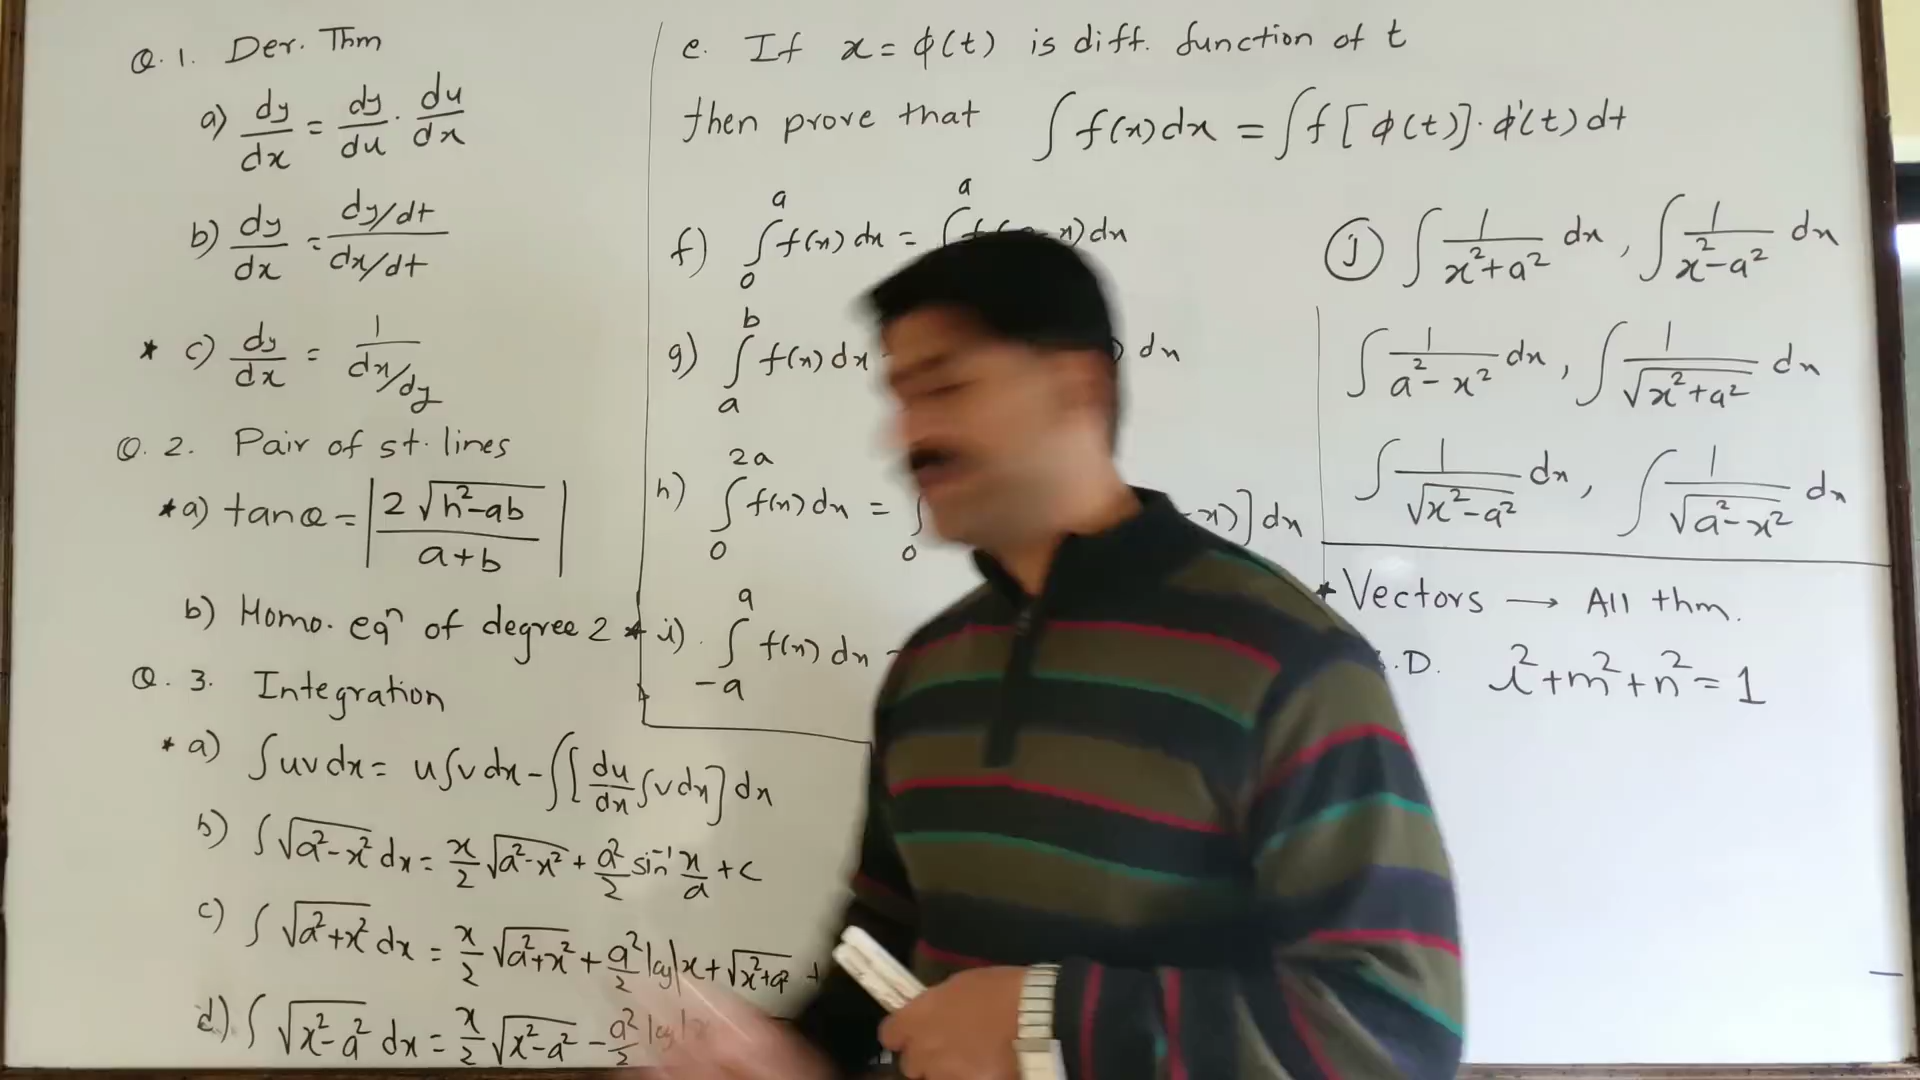 Q. 1. Der. Thm
a) dy/dx = dy/du · du/dx
b) dy/dx = (dy/dt)/(dx/dt)
* c) dy/dx = 1/(dx/dy)
Q. 2. Pair of st. lines
* a) tanθ = |2√(h²-ab)/(a+b)|
b) Homo. eqⁿ of degree 2
Q. 3. Integration
* a) ∫uv dx = u∫v dx - ∫[du/dx ∫v dx] dx
b) ∫√(a²-x²) dx = x/2 √(a²-x²) + a²/2 sin⁻¹ x/a + c
c) ∫√(a²+x²) dx = x/2 √(a²+x²) + a²/2 log|x+√(x²+a²) +
d) ∫√(x²-a²) dx = x/2 √(x²-a²) - a²/2 log|x
e. If x = φ(t) is diff. function of t
then prove that ∫f(x)dx = ∫f[φ(t)]·φ'(t)dt
f) ∫₀ᵃ f(x) dx = ∫ᵃ f( x)dx
g) ∫ₐᵇ f(x) dx ) dx
h) ∫₀²ᵃ f(x) dx = ∫₀ -x)]dx
* i) ∫₋ₐᵃ f(x) dx
(j) ∫1/(x²+a²) dx, ∫1/(x²-a²) dx
∫1/(a²-x²) dx, ∫1/√(x²+a²) dx
∫1/√(x²-a²) dx, ∫1/√(a²-x²) dx
* Vectors → All thm.
.D. l²+m²+n²=1